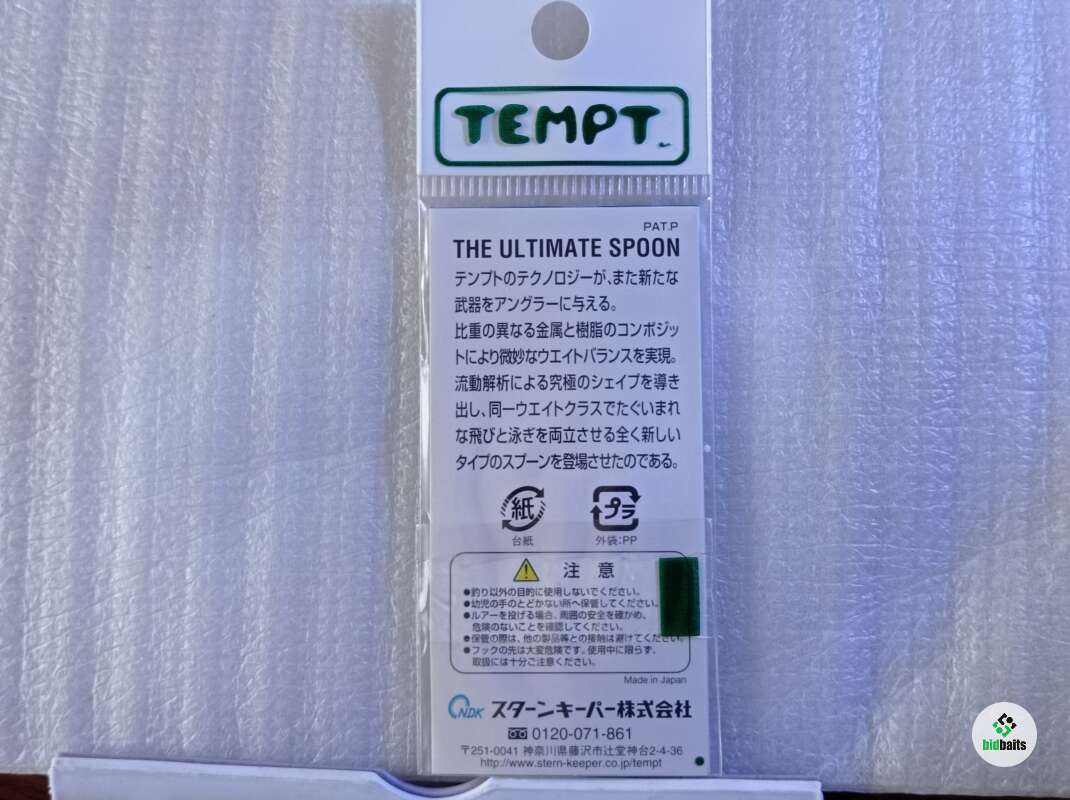 TEMPT
PAT.P
THE ULTIMATE SPOON
テンプトのテクノロジーが、また新たな
武器をアングラーに与える。
比重の異なる金属と樹脂のコンポジッ
トにより微妙なウエイトバランスを実現。
流動解析による究極のシェイプを導き
出し、同一ウエイトクラスでたぐいまれ
な飛びと泳ぎを両立させる全く新しい
タイプのスプーンを登場させたのである。
紙 プラ
台紙 外袋:PP
注 意
●釣り以外の目的に使用しないでください。
●幼児の手のとどかない所へ保管してください。
●ルアーを投げる場合、周囲の安全を確かめ、
危険のないことを確認してください。
●保管の際は、他の製品等との接触は避けてください。
●フックの先は大変危険です。使用中に限らず、
取扱には十分ご注意ください。
Made in Japan
NDK スターンキーパー株式会社
0120-071-861
〒251-0041 神奈川県藤沢市辻堂神台2-4-36
http://www.stern-keeper.co.jp/tempt
bidbaits